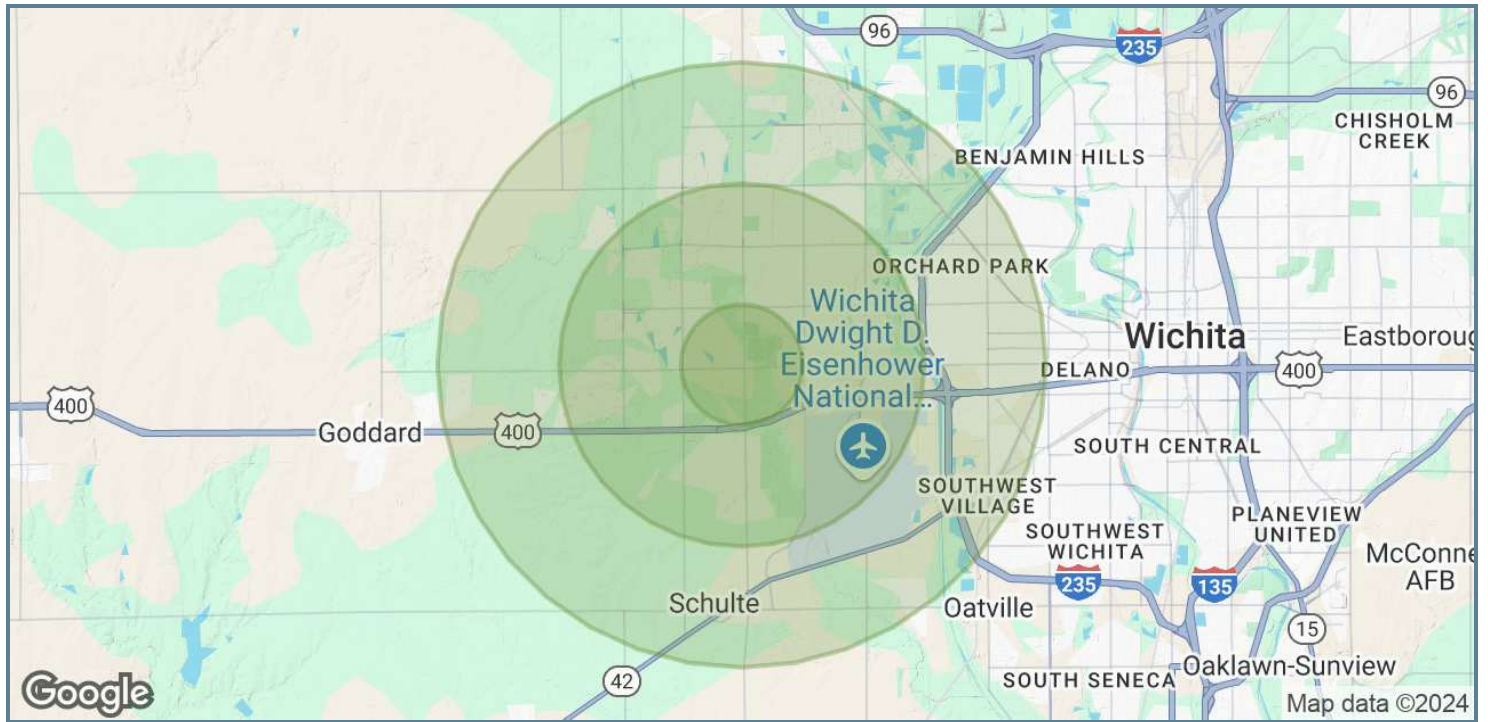 96
235
96
CHISHOLM
CREEK
BENJAMIN HILLS
ORCHARD PARK
Wichita
Dwight D.
Eisenhower
National...
Wichita
Eastboroug
DELANO
400
400
Goddard
400
SOUTH CENTRAL
SOUTHWEST
VILLAGE
PLANEVIEW
UNITED
SOUTHWEST
WICHITA
McConne
AFB
235
135
Schulte
Oatville
15
42
SOUTH SENECA
Oaklawn-Sunview
Google
Map data ©2024